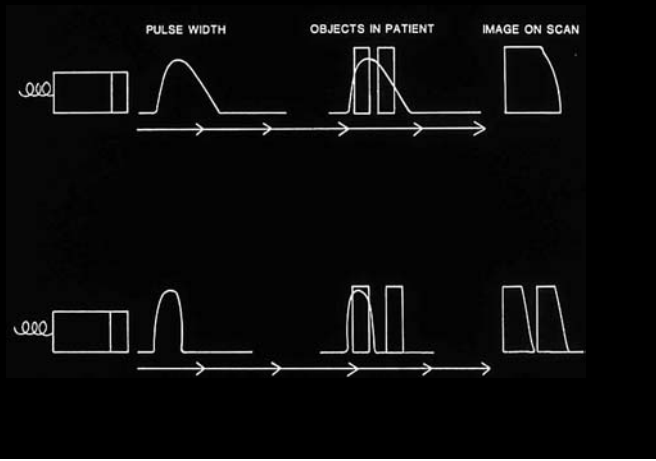 PULSE WIDTH
OBJECTS IN PATIENT
IMAGE ON SCAN